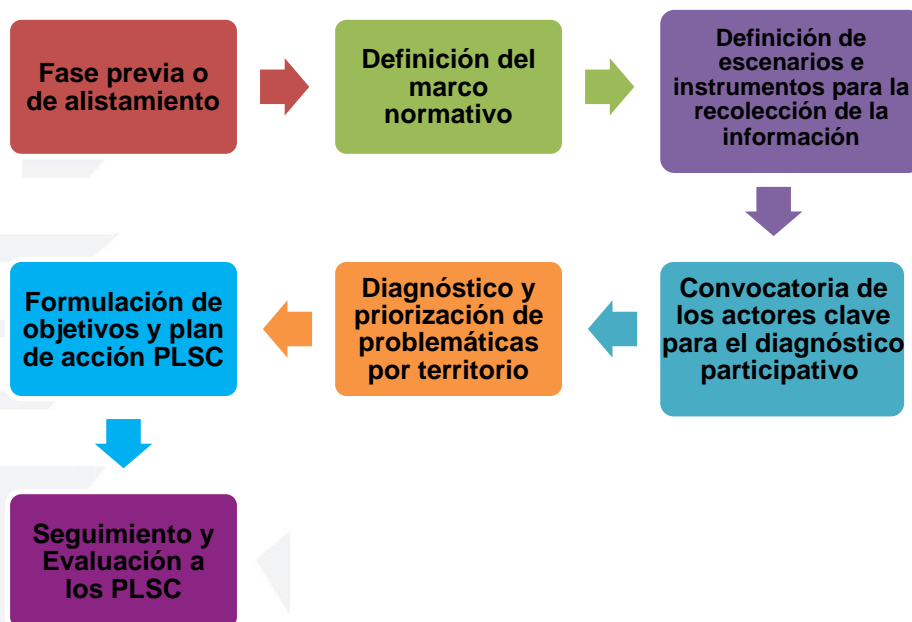 Fase previa o
de alistamiento
Definición del
marco
normativo
Definición de
escenarios e
instrumentos para la
recolección de la
información
Convocatoria de
los actores clave
para el diagnóstico
participativo
Diagnóstico y
priorización de
problemáticas
por territorio
Formulación de
objetivos y plan
de acción PLSC
Seguimiento y
Evaluación a
los PLSC